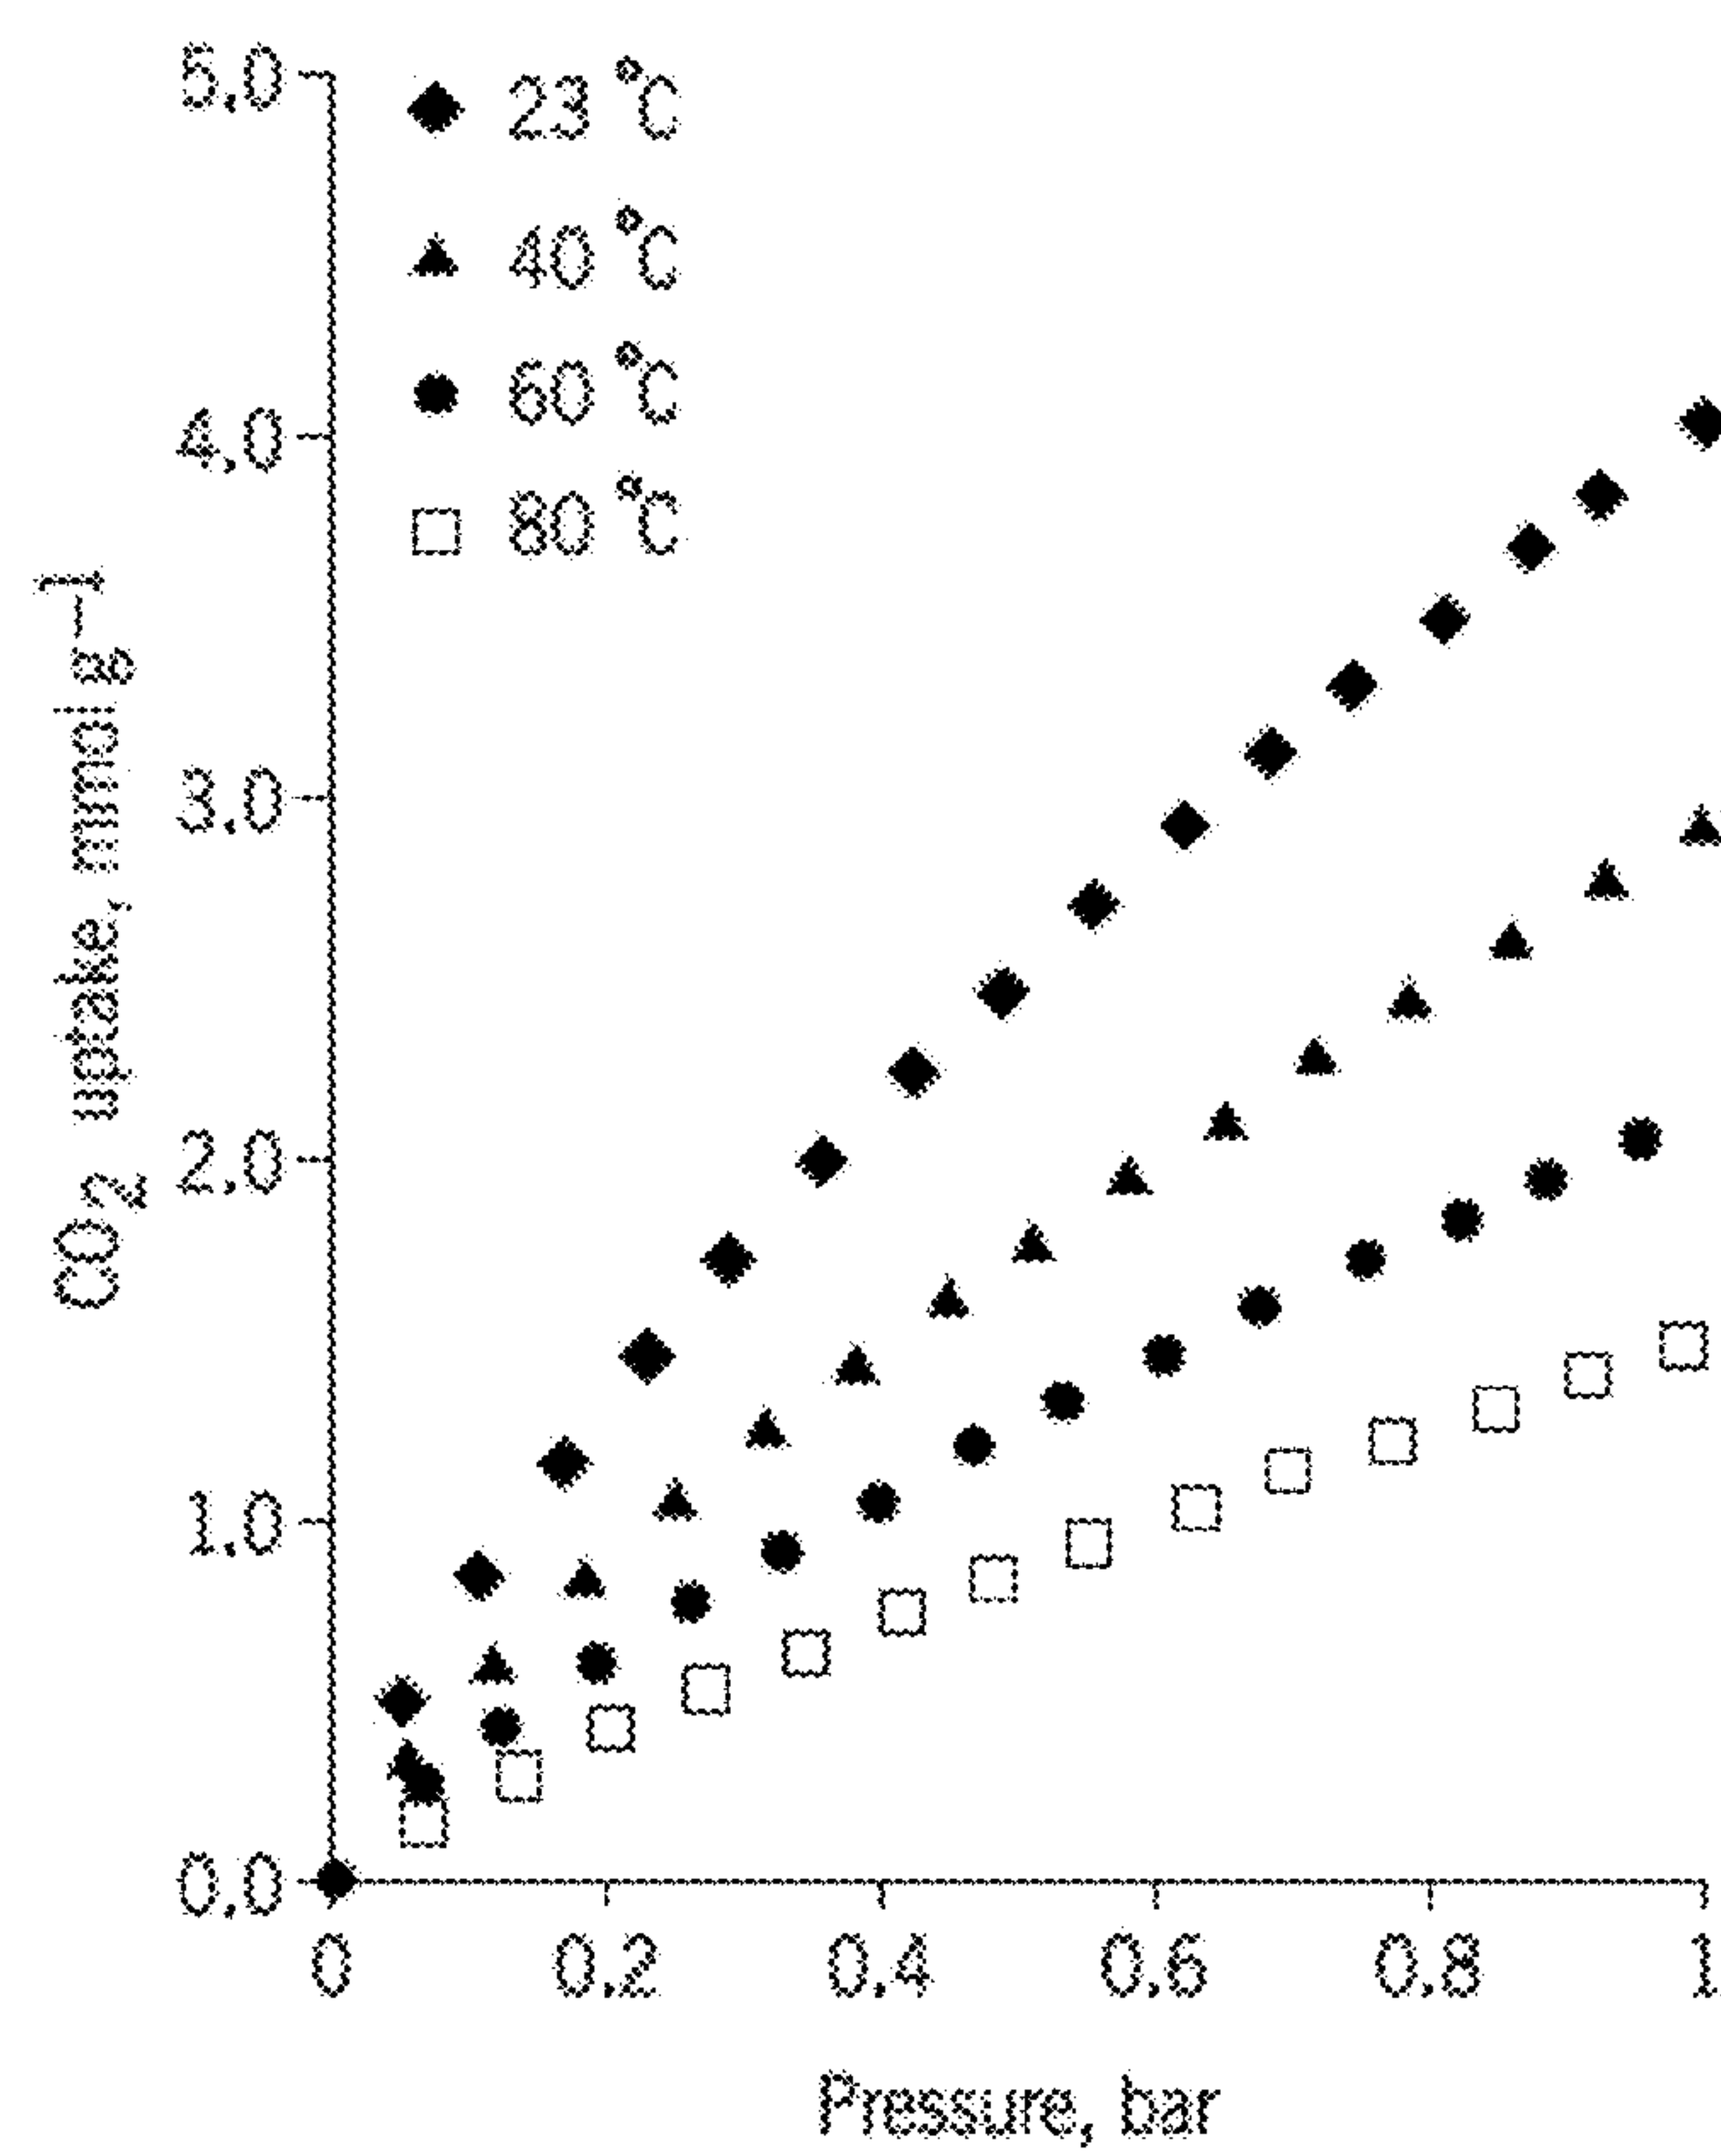 5.0
23 °C
40 °C
60 °C
80 °C
4.0
3.0
2.0
1.0
0.0
CO2 uptake, mmol g-1
0 0.2 0.4 0.6 0.8 1
Pressure, bar